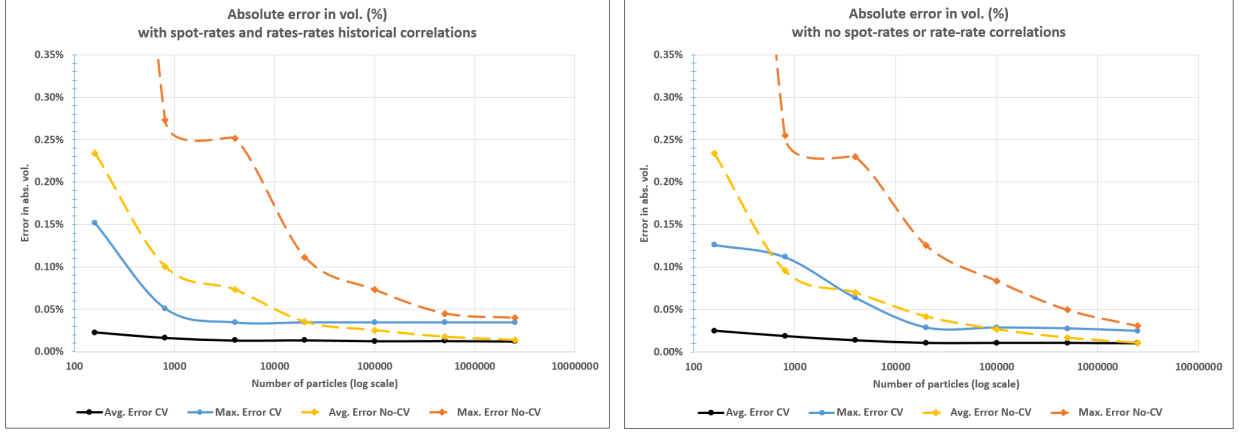 Absolute error in vol. (%)
with spot-rates and rates-rates historical correlations
0.35%
0.30%
0.25%
0.20%
0.15%
0.10%
0.05%
0.00%
Error in abs. vol.
100
1000
10000
100000
1000000
10000000
Number of particles (log scale)
Avg. Error CV
Max. Error CV
Avg. Error No-CV
Max. Error No-CV
Absolute error in vol. (%)
with no spot-rates or rate-rate correlations
0.35%
0.30%
0.25%
0.20%
0.15%
0.10%
0.05%
0.00%
Error in abs. vol.
100
1000
10000
100000
1000000
10000000
Number of particles (log scale)
Avg. Error CV
Max. Error CV
Avg. Error No-CV
Max. Error No-CV